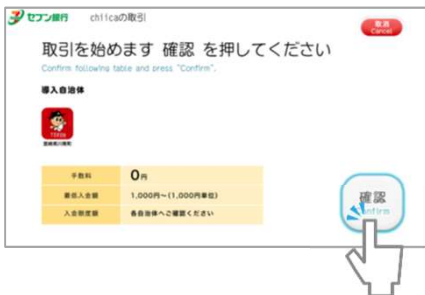 セブン銀行 chiicaの取引
取消
Cancel
取引を始めます 確認 を押してください
Confirm following table and press "Confirm".
導入自治体
手数料 0円
最低入金額 1,000円~(1,000円単位)
入金限度額 各自治体へご確認ください
確認
Confirm